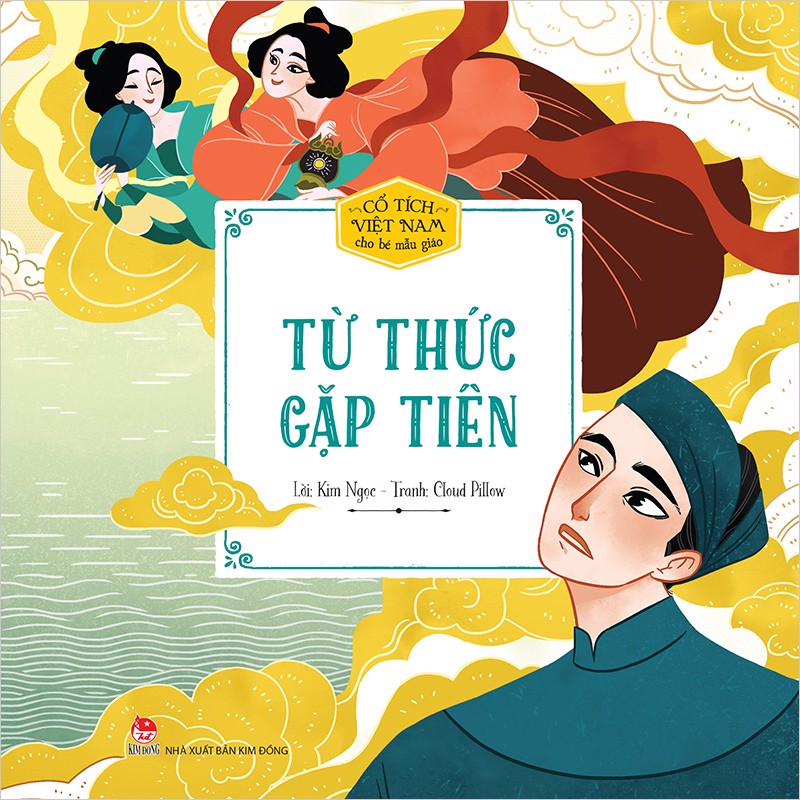 CỔ TÍCH
VIỆT NAM
cho bé mẫu giáo
TỪ THỨC
GẶP TIÊN
Lời: Kim Ngọc - Tranh: Cloud Pillow
KIM ĐỒNG
NHÀ XUẤT BẢN KIM ĐỒNG